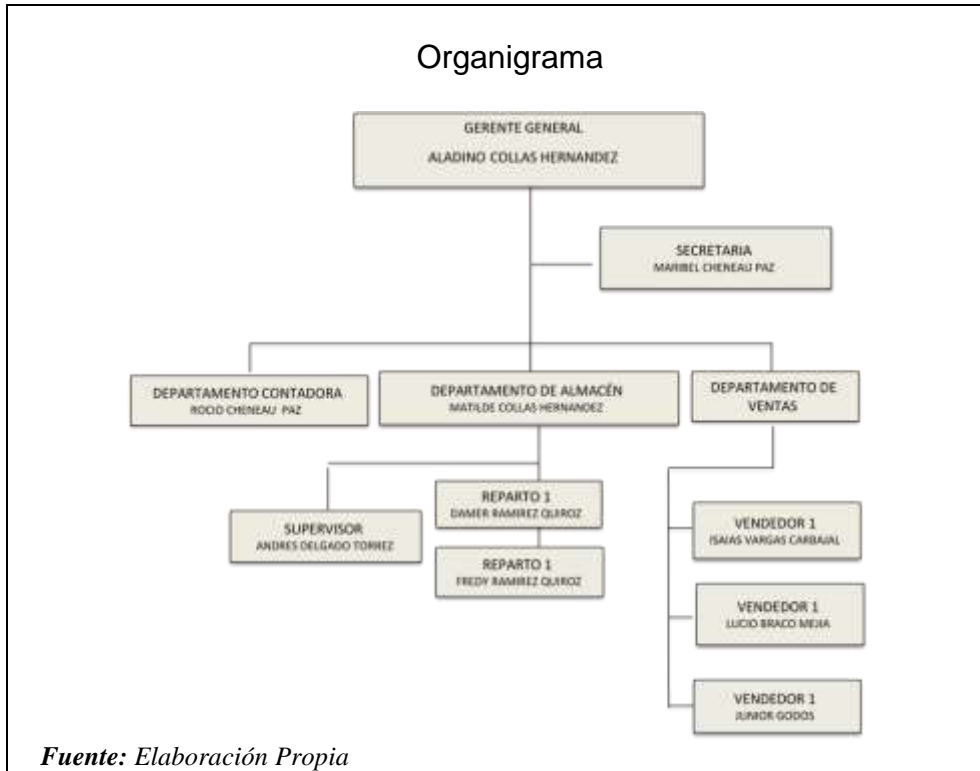 Organigrama
GERENTE GENERAL
ALADINO COLLAS HERNANDEZ
SECRETARIA
MARIBEL CHENEAU PAZ
DEPARTAMENTO CONTADORA
ROCIO CHENEAU PAZ
DEPARTAMENTO DE ALMACÉN
MATILDE COLLAS HERNANDEZ
DEPARTAMENTO DE
VENTAS
SUPERVISOR
ANDRES DELGADO TORREZ
REPARTO 1
DAMER RAMIREZ QUIROZ
REPARTO 1
FREDY RAMIREZ QUIROZ
VENDEDOR 1
ISAIAS VARGAS CARBAJAL
VENDEDOR 1
LUCIO BRACO MEJIA
VENDEDOR 1
JUNIOR GODOS
Fuente: Elaboración Propia